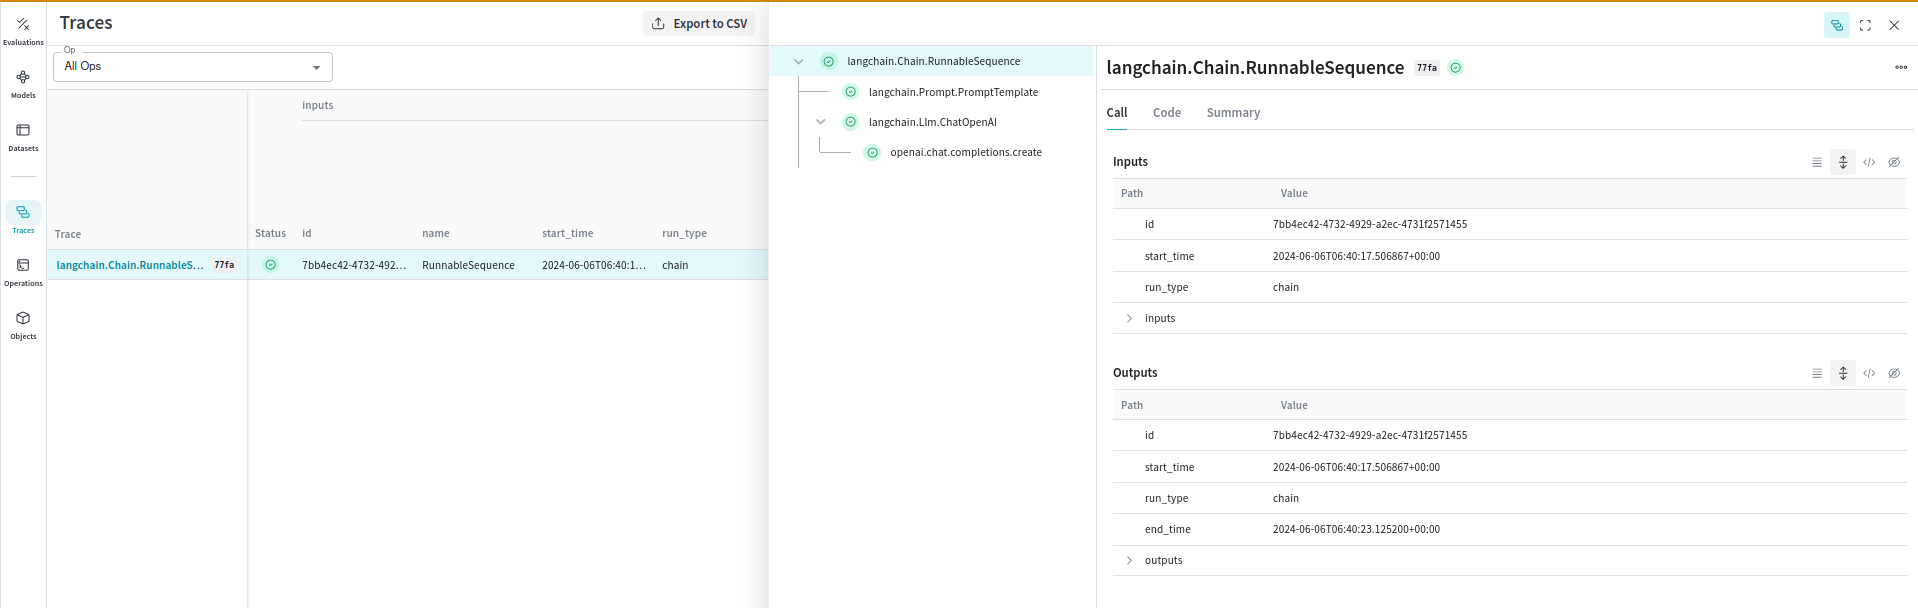 Evaluations
Models
Datasets
Traces
Operations
Objects
Traces
Export to CSV
Op
All Ops
inputs
Trace
Status
id
name
start_time
run_type
langchain.Chain.RunnableS...
77fa
7bb4ec42-4732-492...
RunnableSequence
2024-06-06T06:40:1...
chain
langchain.Chain.RunnableSequence
langchain.Prompt.PromptTemplate
langchain.Llm.ChatOpenAI
openai.chat.completions.create
langchain.Chain.RunnableSequence 77fa
Call Code Summary
Inputs
Path Value
id 7bb4ec42-4732-4929-a2ec-4731f2571455
start_time 2024-06-06T06:40:17.506867+00:00
run_type chain
inputs
Outputs
Path Value
id 7bb4ec42-4732-4929-a2ec-4731f2571455
start_time 2024-06-06T06:40:17.506867+00:00
run_type chain
end_time 2024-06-06T06:40:23.125200+00:00
outputs